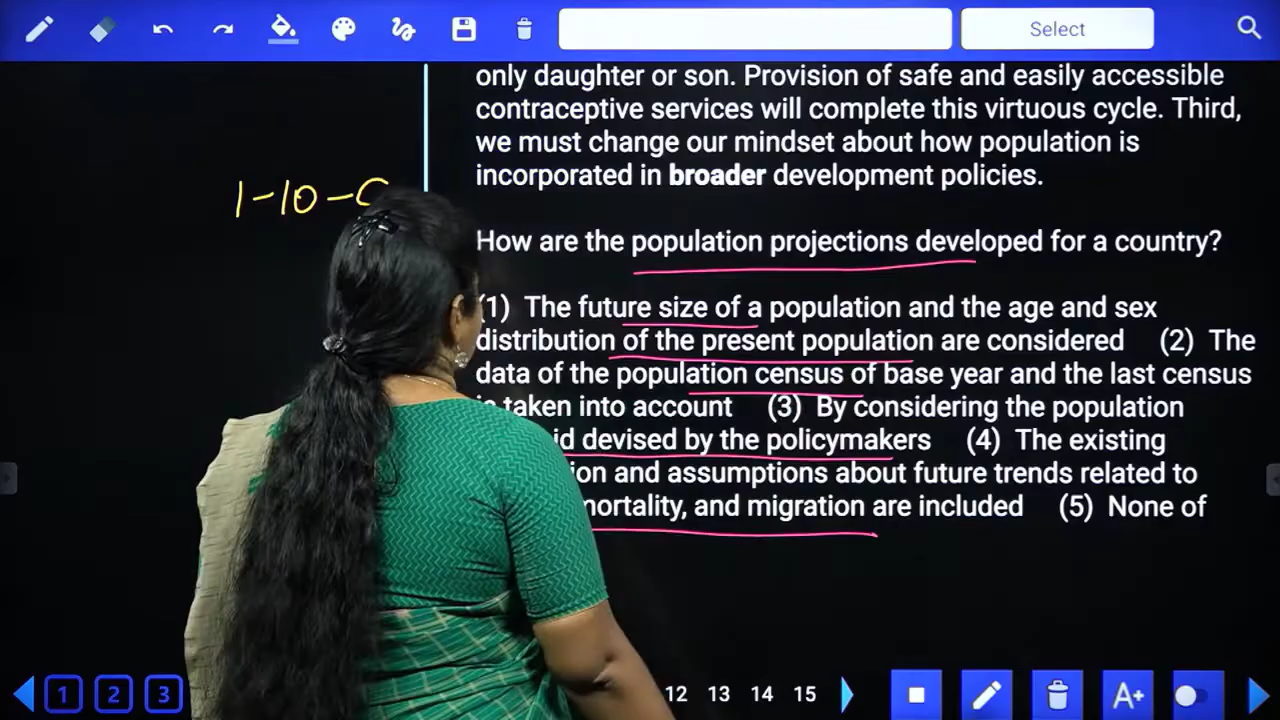 Select
only daughter or son. Provision of safe and easily accessible
contraceptive services will complete this virtuous cycle. Third,
we must change our mindset about how population is
incorporated in broader development policies.
1-10-C
How are the population projections developed for a country?
(1) The future size of a population and the age and sex
distribution of the present population are considered (2) The
data of the population census of base year and the last census
taken into account (3) By considering the population
devised by the policymakers (4) The existing
and assumptions about future trends related to
mortality, and migration are included (5) None of
1 2 3 12 13 14 15 A+